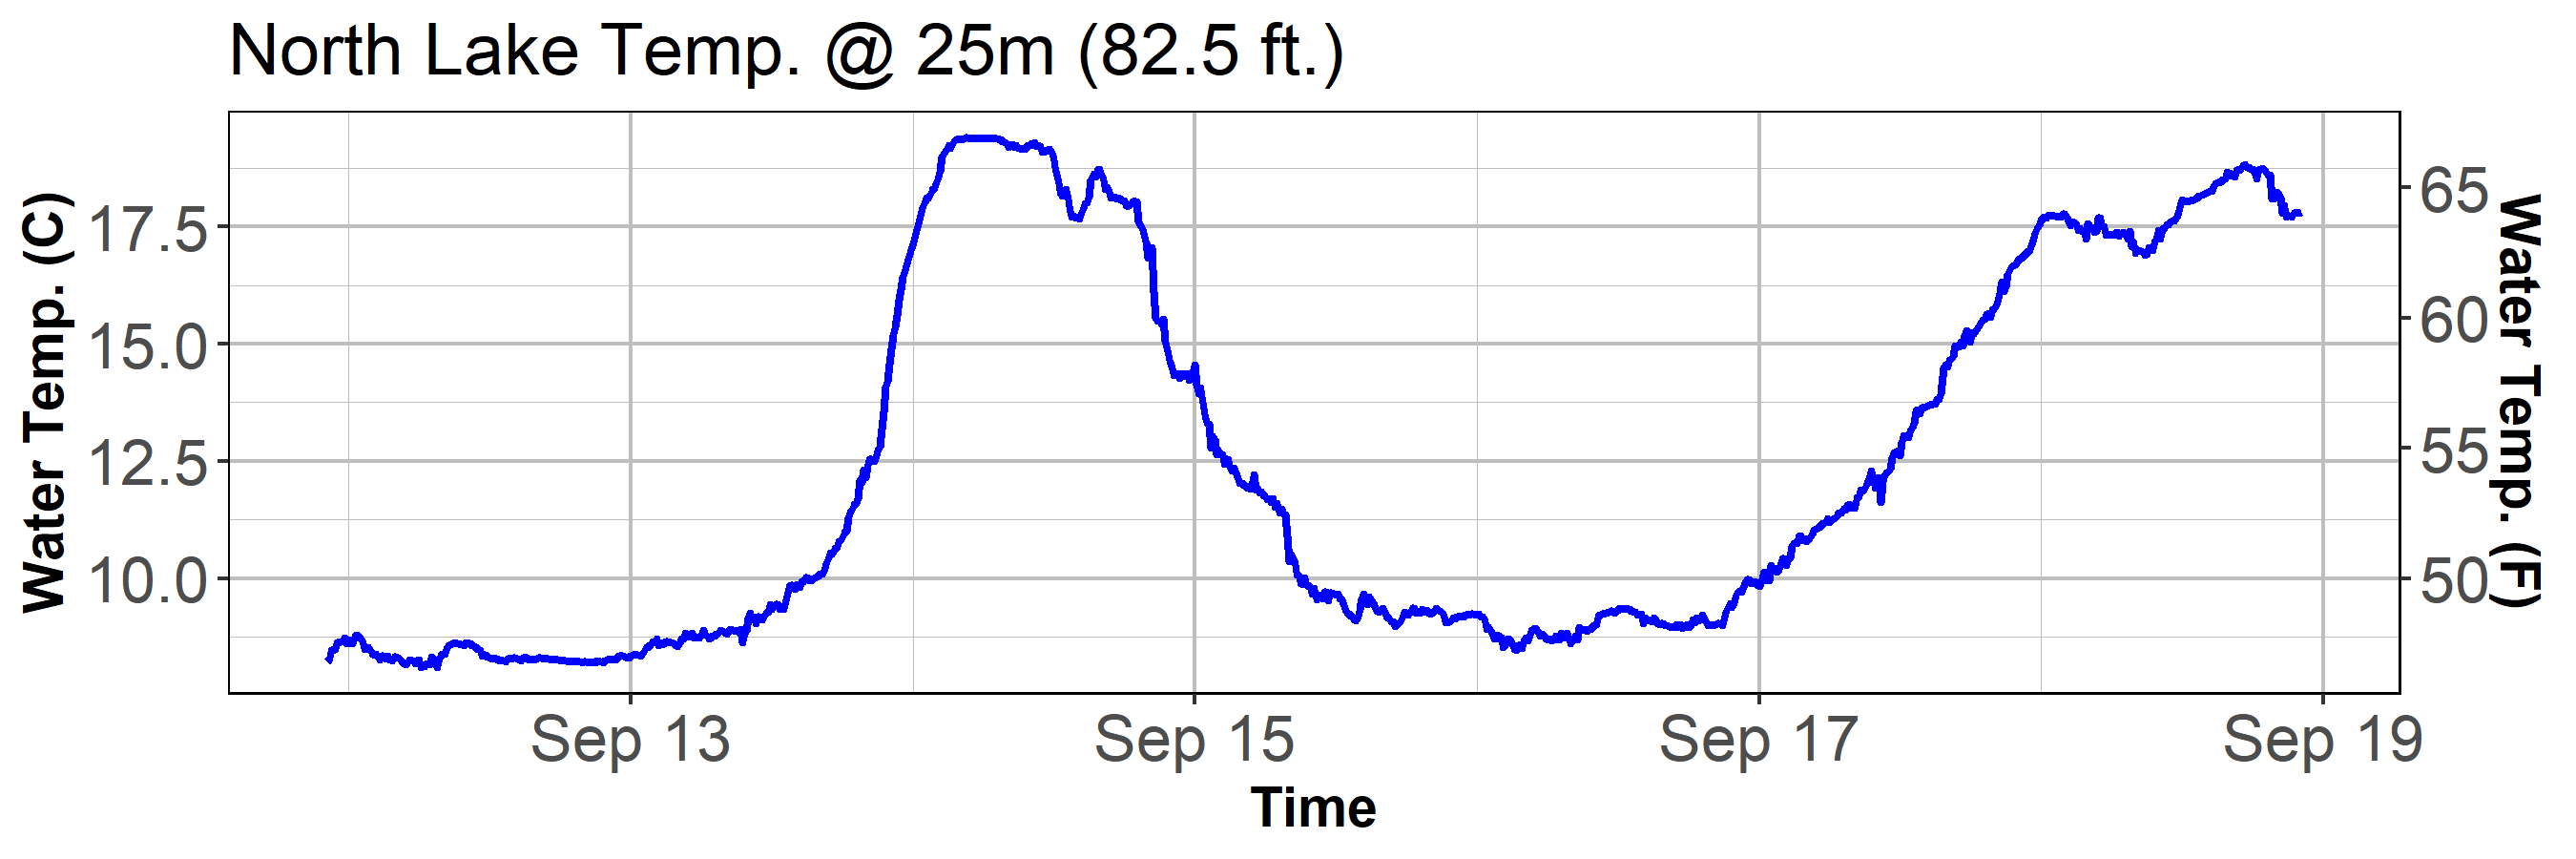 North Lake Temp. @ 25m (82.5 ft.)
Water Temp. (C)
17.5
15.0
12.5
10.0
65
60
55
50
Water Temp. (F)
Sep 13 Sep 15 Sep 17 Sep 19
Time